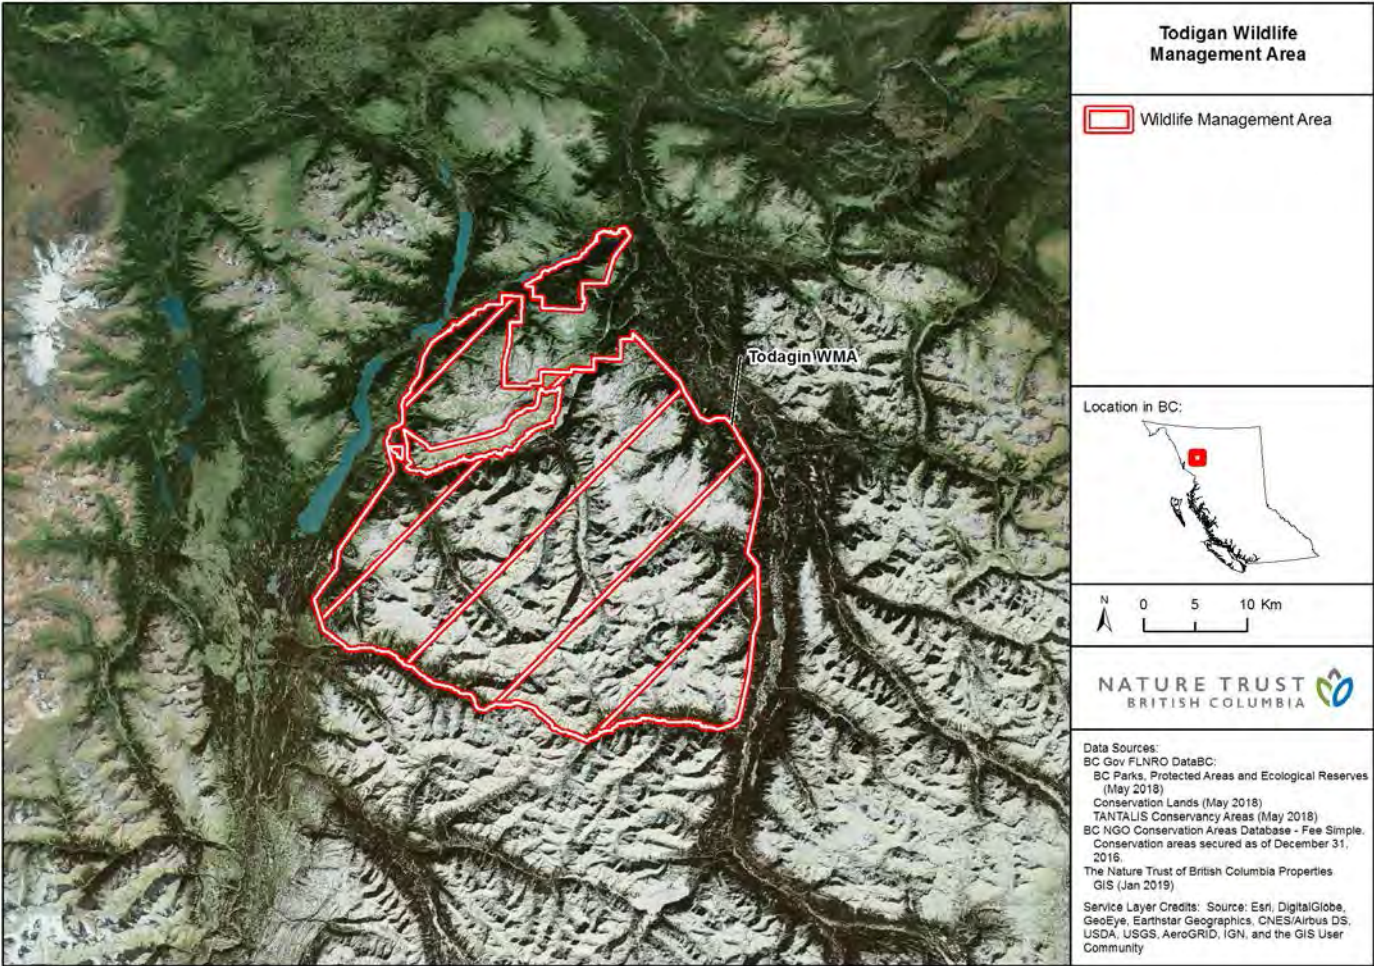 Todigan Wildlife
Management Area
Wildlife Management Area
Todagin WMA
Location in BC:
N
0 5 10 Km
NATURE TRUST
BRITISH COLUMBIA
Data Sources:
BC Gov FLNRO DataBC:
BC Parks, Protected Areas and Ecological Reserves
(May 2018)
Conservation Lands (May 2018)
TANTALIS Conservancy Areas (May 2018)
BC NGO Conservation Areas Database - Fee Simple.
Conservation areas secured as of December 31,
2016.
The Nature Trust of British Columbia Properties
GIS (Jan 2019)
Service Layer Credits: Source: Esri, DigitalGlobe,
GeoEye, Earthstar Geographics, CNES/Airbus DS,
USDA, USGS, AeroGRID, IGN, and the GIS User
Community